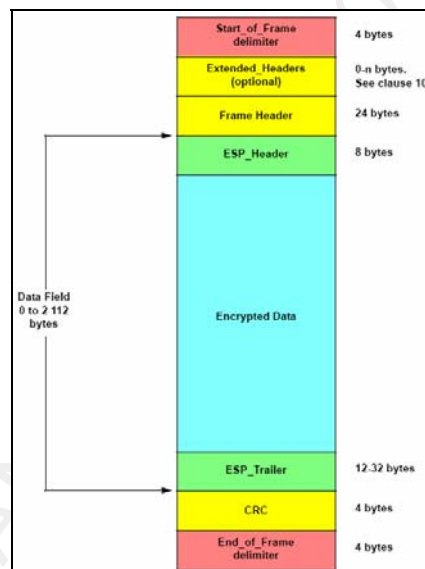 Start_of_Frame
delimiter
4 bytes
Extended_Headers
(optional)
0-n bytes.
See clause 10
Frame Header
24 bytes
ESP_Header
8 bytes
Data Field
0 to 2 112
bytes
Encrypted Data
ESP_Trailer
12-32 bytes
CRC
4 bytes
End_of_Frame
delimiter
4 bytes